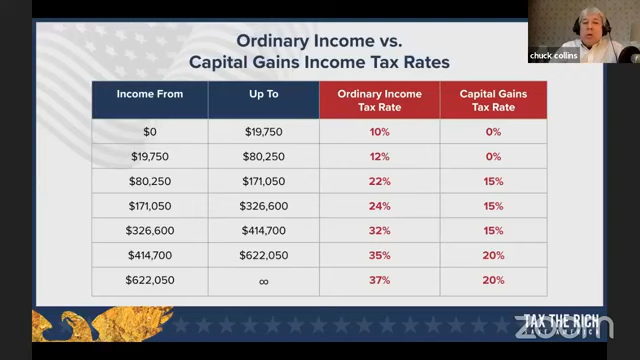 chuck collins
Ordinary Income vs.
Capital Gains Income Tax Rates
Income From Up To Ordinary Income Tax Rate Capital Gains Tax Rate
$0 $19,750 10% 0%
$19,750 $80,250 12% 0%
$80,250 $171,050 22% 15%
$171,050 $326,600 24% 15%
$326,600 $414,700 32% 15%
$414,700 $622,050 35% 20%
$622,050 ∞ 37% 20%
TAX THE RICH
SAVE AMERICA
zoom